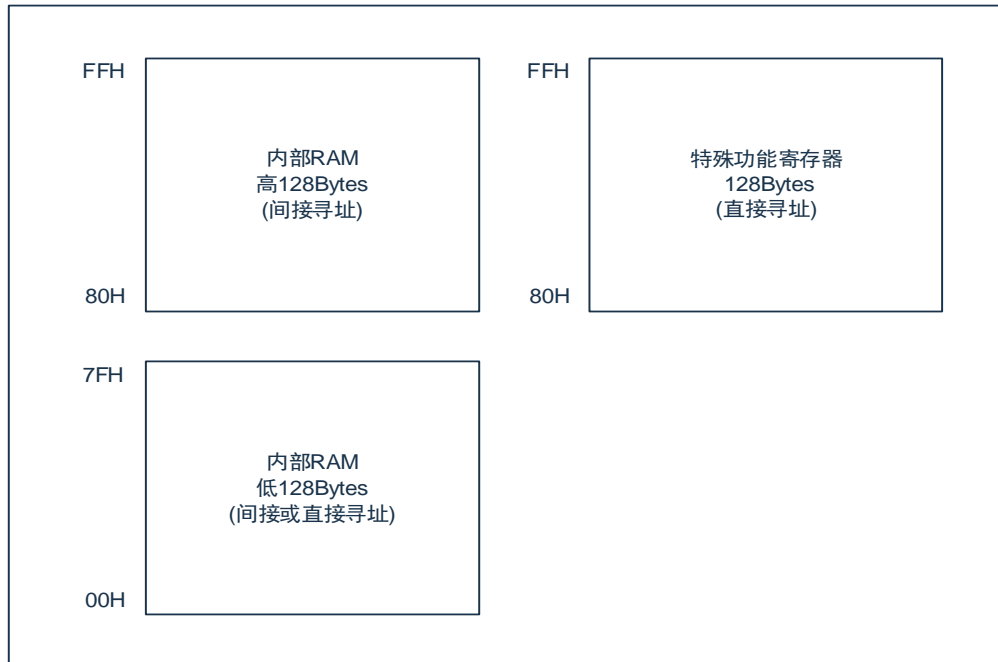 FFH
内部RAM
高128Bytes
(间接寻址)
80H
FFH
特殊功能寄存器
128Bytes
(直接寻址)
80H
7FH
内部RAM
低128Bytes
(间接或直接寻址)
00H